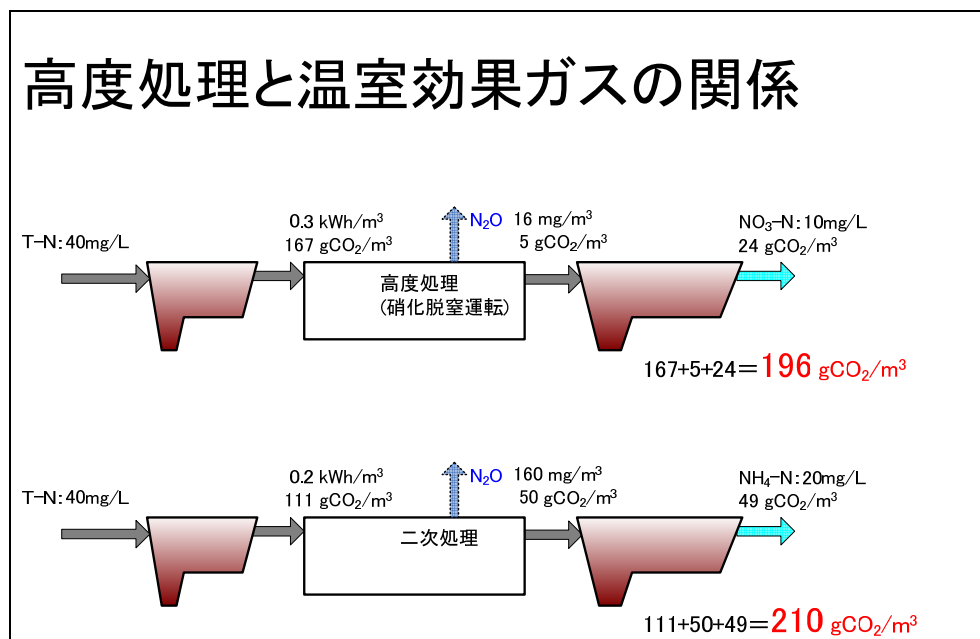 高度処理と温室効果ガスの関係
T-N:40mg/L
0.3 kWh/m³
167 gCO₂/m³
N₂O
16 mg/m³
5 gCO₂/m³
NO₃-N:10mg/L
24 gCO₂/m³
高度処理
(硝化脱窒運転)
167+5+24=196 gCO₂/m³
T-N:40mg/L
0.2 kWh/m³
111 gCO₂/m³
N₂O
160 mg/m³
50 gCO₂/m³
NH₄-N:20mg/L
49 gCO₂/m³
二次処理
111+50+49=210 gCO₂/m³